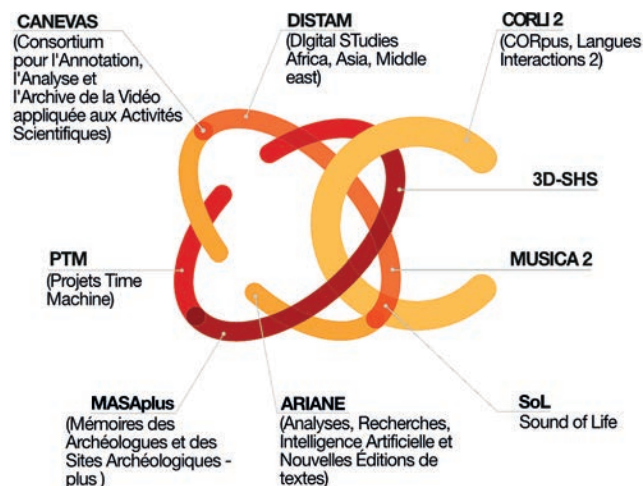 CANEVAS
(Consortium
pour l'Annotation,
l'Analyse et
l'Archive de la Vidéo
appliquée aux Activités
Scientifiques)
DISTAM
(DIgital STudies
Africa, Asia, Middle
east)
CORLI 2
(CORpus, Langues
Interactions 2)
3D-SHS
MUSICA 2
PTM
(Projets Time
Machine)
MASAplus
(Mémoires des
Archéologues et des
Sites Archéologiques -
plus )
ARIANE
(Analyses, Recherches,
Intelligence Artificielle et
Nouvelles Éditions de
textes)
SoL
Sound of Life